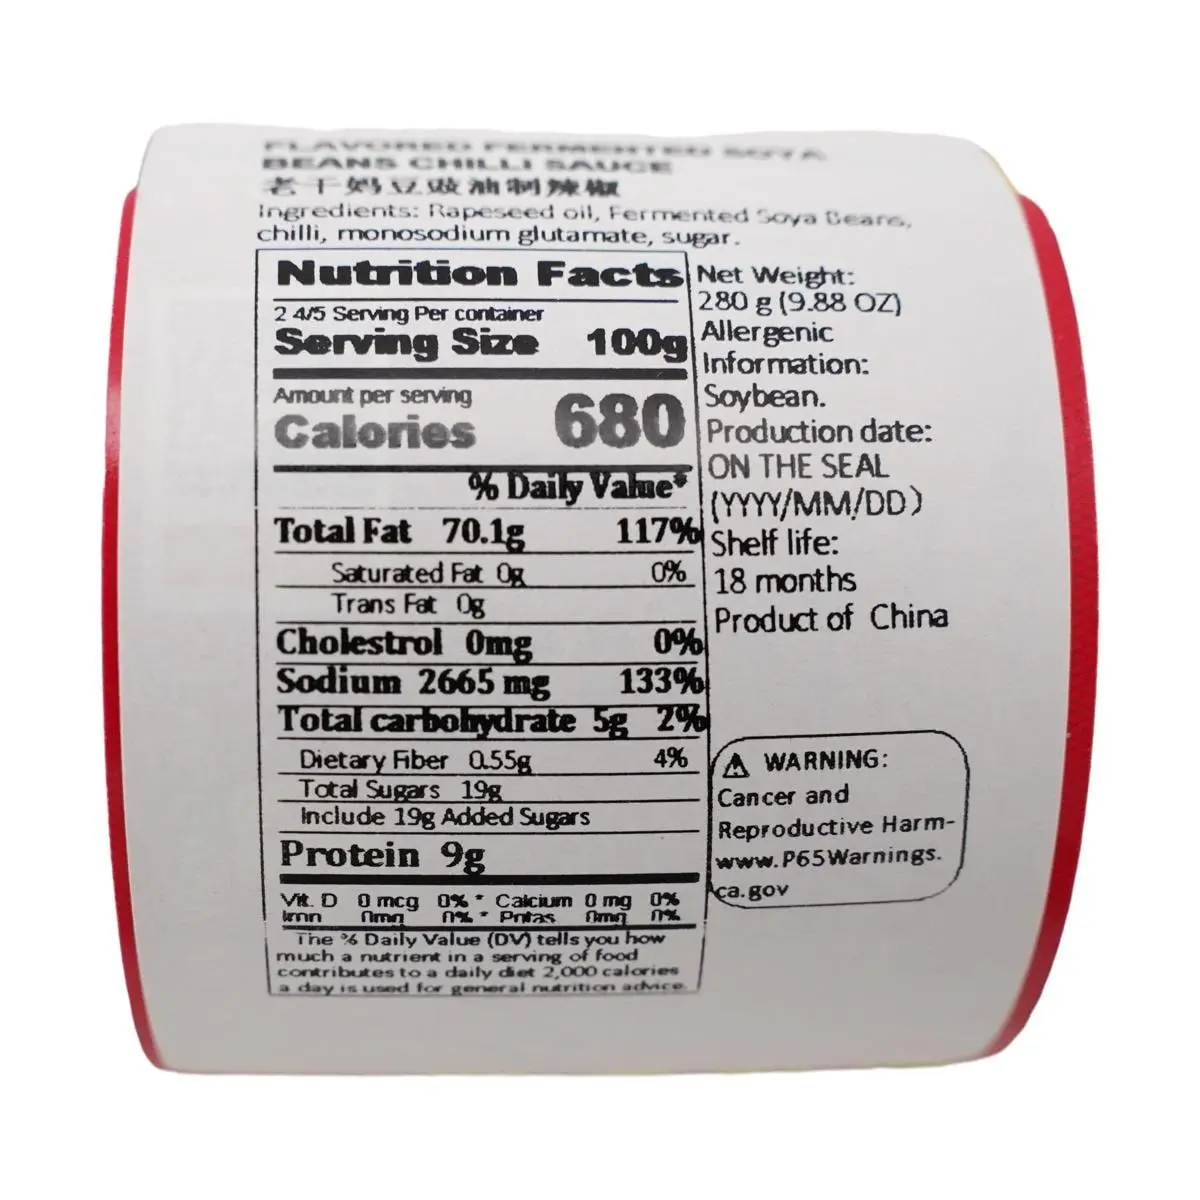 FLAVORED FERMENTED SOYA
BEANS CHILLI SAUCE
老干妈豆豉油制辣椒
Ingredients: Rapeseed oil, Fermented Soya Beans,
chilli, monosodium glutamate, sugar.
Nutrition Facts
2 4/5 Serving Per container
Serving Size 100g
Amount per serving
Calories 680
% Daily Value*
Total Fat 70.1g 117%
Saturated Fat 0g 0%
Trans Fat 0g
Cholestrol 0mg 0%
Sodium 2665 mg 133%
Total carbohydrate 5g 2%
Dietary Fiber 0.55g 4%
Total Sugars 19g
Include 19g Added Sugars
Protein 9g
Vit. D 0 mcg 0% * Calcium 0 mg 0%
Iron 0mg 0% * Potas 0mg 0%
The % Daily Value (DV) tells you how
much a nutrient in a serving of food
contributes to a daily diet 2,000 calories
a day is used for general nutrition advice.
Net Weight:
280 g (9.88 OZ)
Allergenic
Information:
Soybean.
Production date:
ON THE SEAL
(YYYY/MM/DD)
Shelf life:
18 months
Product of China
⚠ WARNING:
Cancer and
Reproductive Harm-
www.P65Warnings.
ca.gov